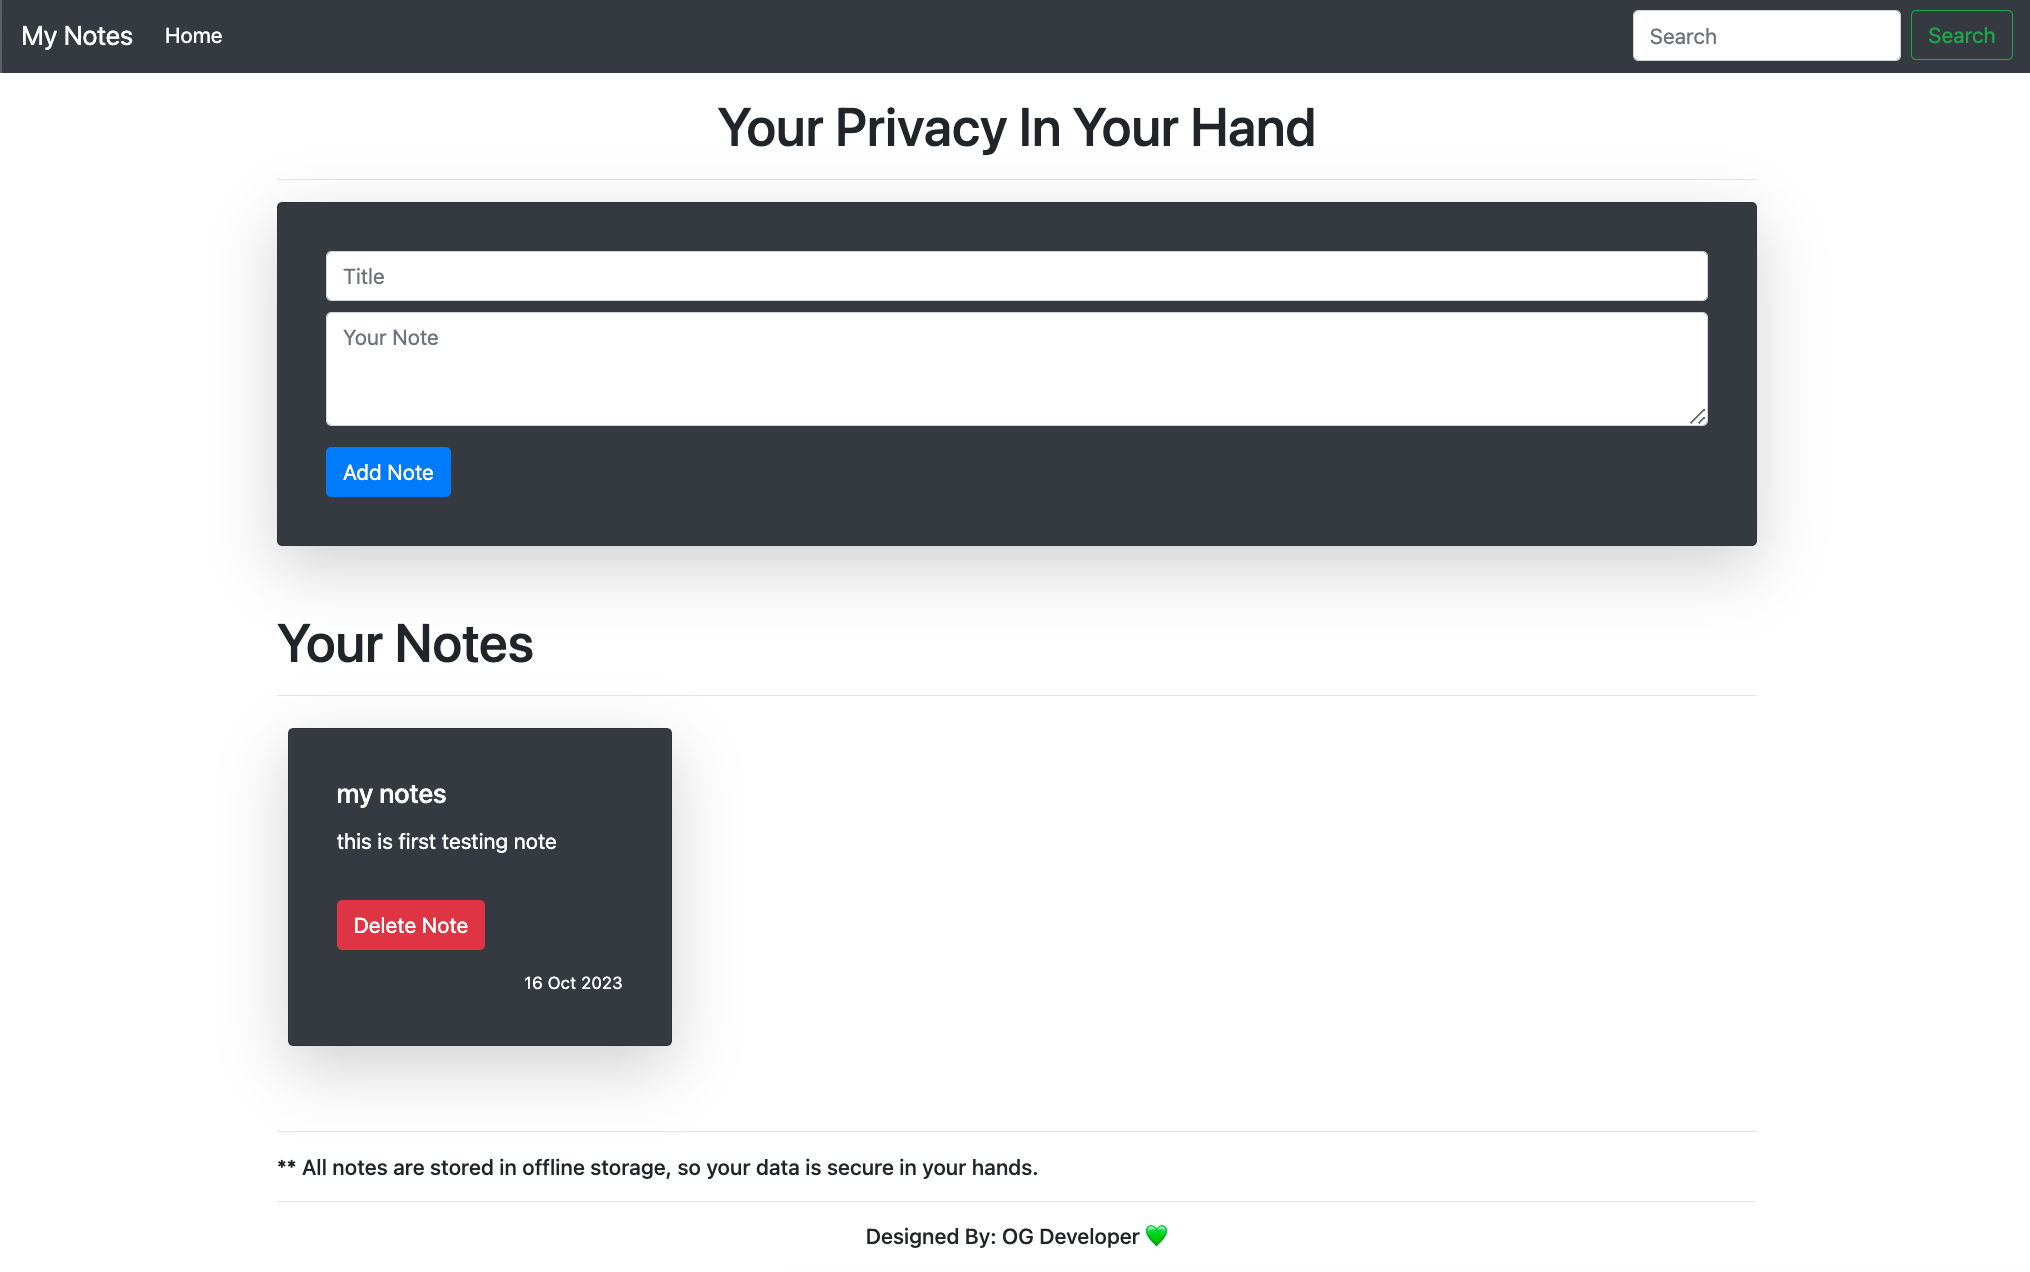 My Notes Home Search Search
Your Privacy In Your Hand
Title
Your Note
Add Note
Your Notes
my notes
this is first testing note
Delete Note
16 Oct 2023
** All notes are stored in offline storage, so your data is secure in your hands.
Designed By: OG Developer 💚